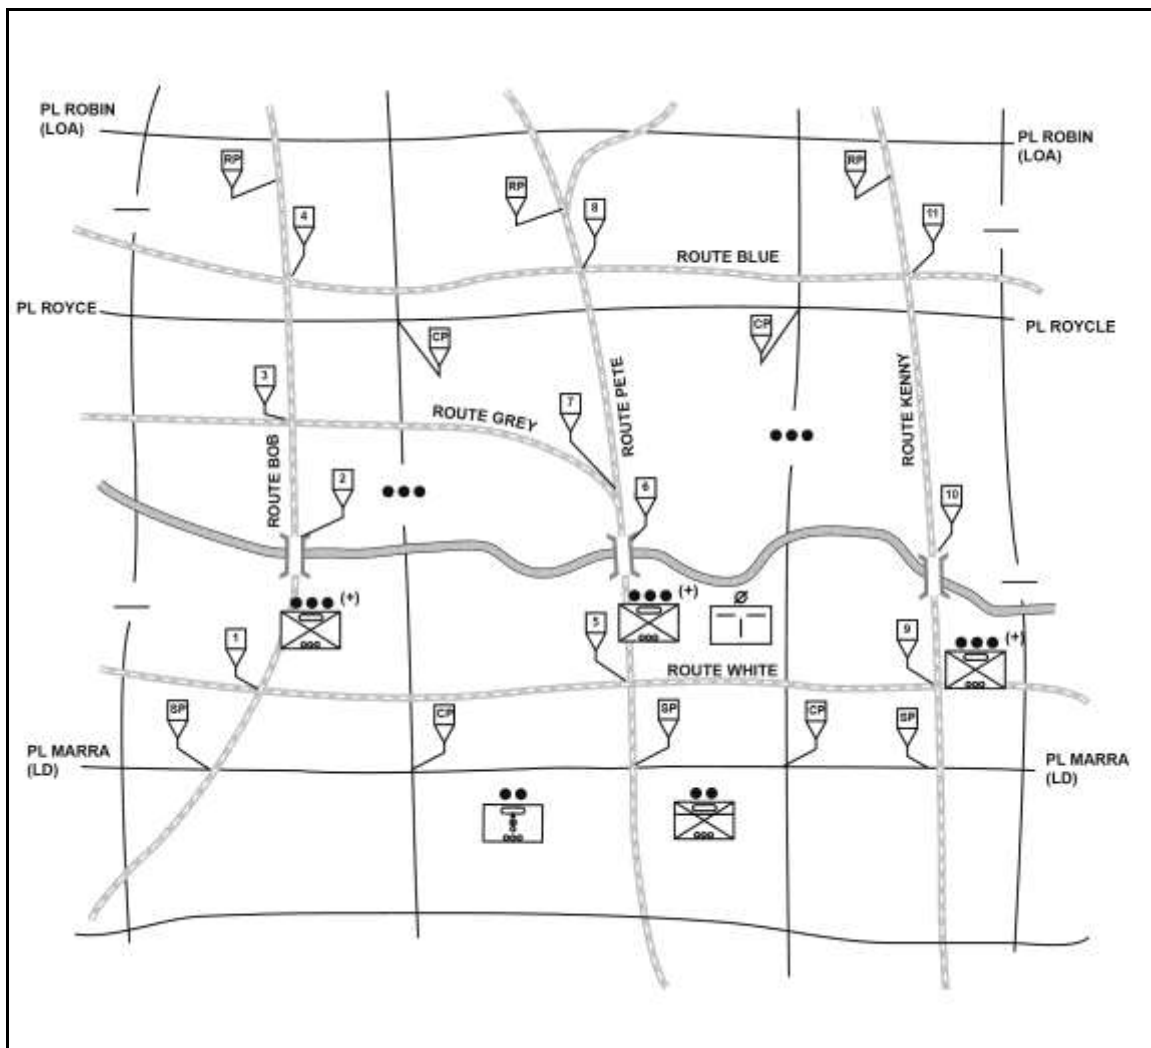 PL ROBIN
(LOA)
PL ROBIN
(LOA)
RP
RP
RP
4
8
11
ROUTE BLUE
PL ROYCE
PL ROYCLE
CP
CP
3
7
ROUTE GREY
ROUTE PETE
ROUTE KENNY
ROUTE BOB
2
6
10
(+)
(+)
(+)
1
5
9
ROUTE WHITE
SP
CP
SP
CP
SP
PL MARRA
(LD)
PL MARRA
(LD)